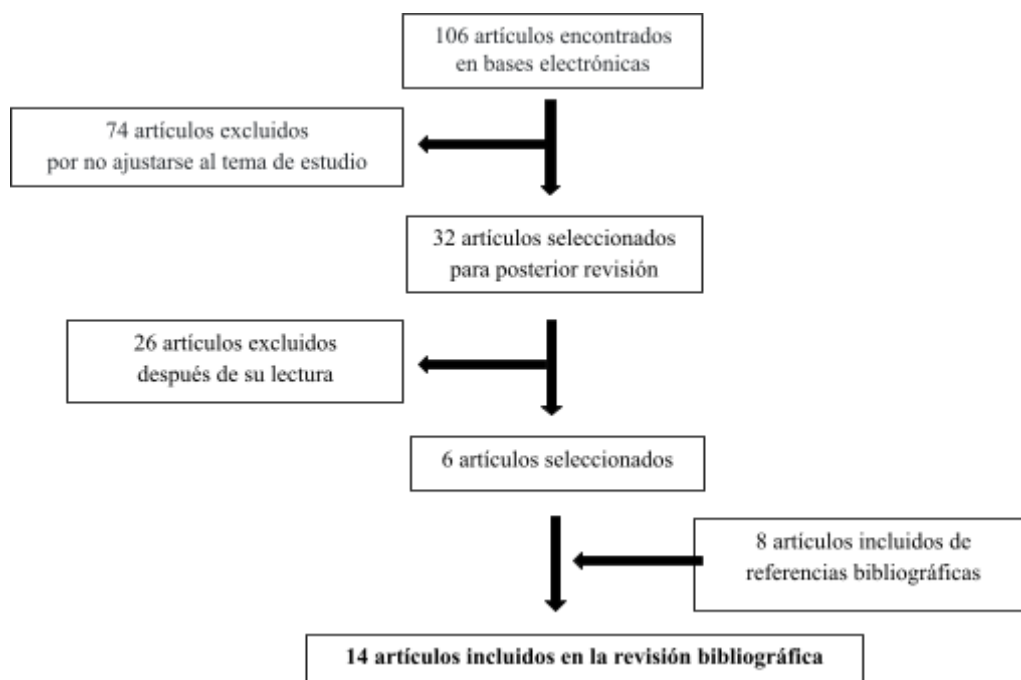 106 artículos encontrados
en bases electrónicas
74 artículos excluidos
por no ajustarse al tema de estudio
32 artículos seleccionados
para posterior revisión
26 artículos excluidos
después de su lectura
6 artículos seleccionados
8 artículos incluidos de
referencias bibliográficas
14 artículos incluidos en la revisión bibliográfica